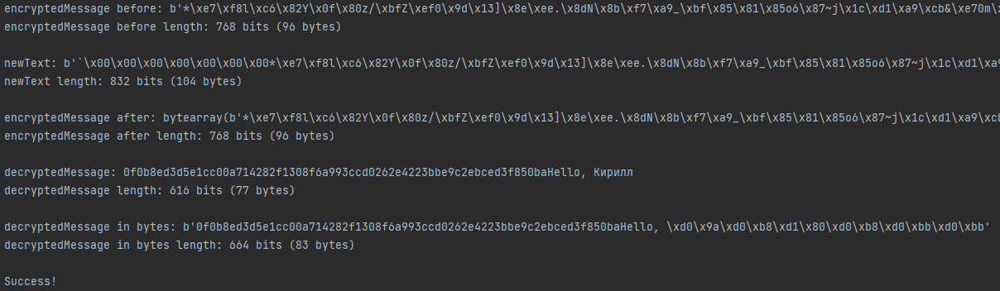 encryptedMessage before: b'*\xe7\xf8l\xc6\x82Y\x0f\x80z/\xbfZ\xef0\x9d\x13]\x8e\xee.\x8dN\x8b\xf7\xa9_\xbf\x85\x81\x85o6\x87~j\x1c\xd1\xa9\xcb&\xe70m\x
encryptedMessage before length: 768 bits (96 bytes)
newText: b'`\x00\x00\x00\x00\x00\x00\x00*\xe7\xf8l\xc6\x82Y\x0f\x80z/\xbfZ\xef0\x9d\x13]\x8e\xee.\x8dN\x8b\xf7\xa9_\xbf\x85\x81\x85o6\x87~j\x1c\xd1\xa9
newText length: 832 bits (104 bytes)
encryptedMessage after: bytearray(b'*\xe7\xf8l\xc6\x82Y\x0f\x80z/\xbfZ\xef0\x9d\x13]\x8e\xee.\x8dN\x8b\xf7\xa9_\xbf\x85\x81\x85o6\x87~j\x1c\xd1\xa9\xcb
encryptedMessage after length: 768 bits (96 bytes)
decryptedMessage: 0f0b8ed3d5e1cc00a714282f1308f6a993ccd0262e4223bbe9c2ebced3f850baHello, Кирилл
decryptedMessage length: 616 bits (77 bytes)
decryptedMessage in bytes: b'0f0b8ed3d5e1cc00a714282f1308f6a993ccd0262e4223bbe9c2ebced3f850baHello, \xd0\x9a\xd0\xb8\xd1\x80\xd0\xb8\xd0\xbb\xd0\xbb'
decryptedMessage in bytes length: 664 bits (83 bytes)
Success!